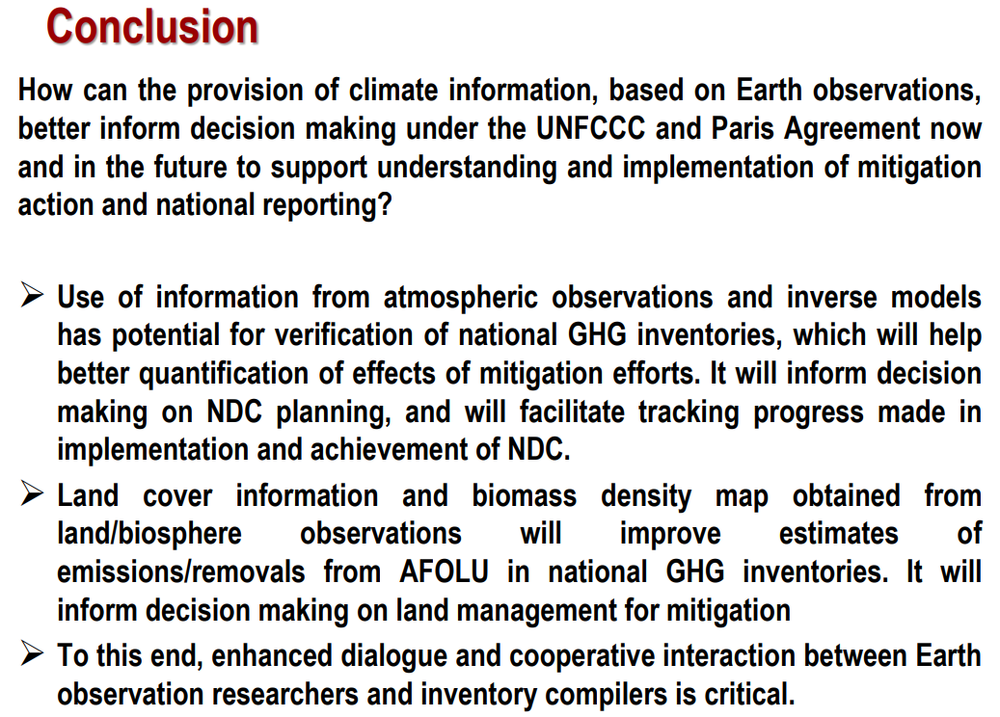 Conclusion
How can the provision of climate information, based on Earth observations,
better inform decision making under the UNFCCC and Paris Agreement now
and in the future to support understanding and implementation of mitigation
action and national reporting?
➢ Use of information from atmospheric observations and inverse models
has potential for verification of national GHG inventories, which will help
better quantification of effects of mitigation efforts. It will inform decision
making on NDC planning, and will facilitate tracking progress made in
implementation and achievement of NDC.
➢ Land cover information and biomass density map obtained from
land/biosphere observations will improve estimates of
emissions/removals from AFOLU in national GHG inventories. It will
inform decision making on land management for mitigation
➢ To this end, enhanced dialogue and cooperative interaction between Earth
observation researchers and inventory compilers is critical.